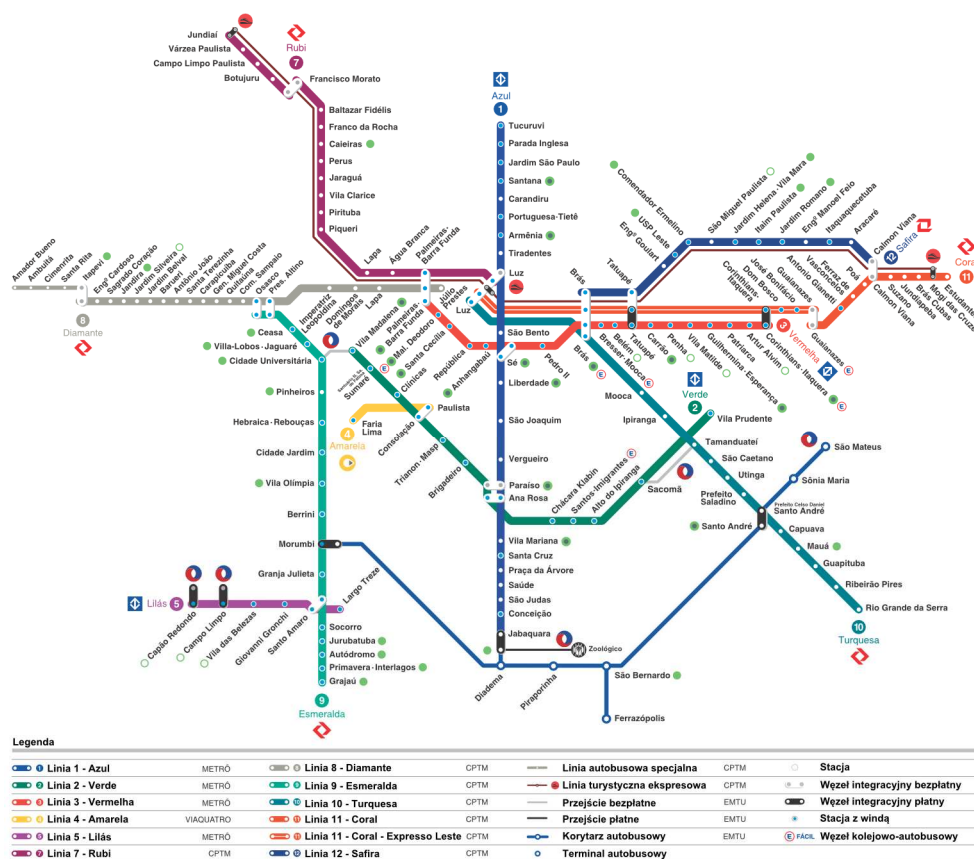 Jundiaí
Várzea Paulista
Campo Limpo Paulista
Botujuru
Rubi
7
Francisco Morato
Baltazar Fidélis
Franco da Rocha
Caieiras
Perus
Jaraguá
Vila Clarice
Pirituba
Piqueri
Lapa
Água Branca
Palmeiras-
Barra Funda
Azul
1
Tucuruvi
Parada Inglesa
Jardim São Paulo
Santana
Carandiru
Portuguesa-Tietê
Armênia
Tiradentes
Luz
São Bento
Sé
Liberdade
São Joaquim
Vergueiro
Paraíso
Ana Rosa
Vila Mariana
Santa Cruz
Praça da Árvore
Saúde
São Judas
Conceição
Jabaquara
Zoológico
Diadema
Piraporinha
São Bernardo
Ferrazópolis
Brás
Tatuapé
Engº Goulart
USP Leste
Comendador Ermelino
São Miguel Paulista
Jardim Helena·Vila Mara
Itaim Paulista
Jardim Romano
Engº Manoel Feio
Itaquaquecetuba
Aracaré
Calmon Viana
Safira
12
Coral
11
Estudantes
Mogi das Cruzes
Brás Cubas
Jundiapeba
Suzano
Calmon Viana
Poá
Ferraz de
Vasconcelos
Antonio Gianetti
Guaianazes
José Bonifácio
Dom Bosco
Corinthians-
Itaquera
Guaianazes
E
3
Vermelha
Corinthians·Itaquera
E
Artur Alvim
Patriarca
Guilhermina·Esperança
Vila Matilde
Penha
Carrão
Tatuapé
Belém
Bresser·Mooca
E
Brás
E
Pedro II
Anhangabaú
República
Santa Cecília
Mal. Deodoro
E
Palmeiras-
Barra Funda
Júlio
Prestes
Luz
Lapa
Domingos
de Morais
Imperatriz
Leopoldina
Pres. Altino
Osasco
Com. Sampaio
Quitaúna
Gen. Miguel Costa
Carapicuíba
Santa Terezinha
Antônio João
Barueri
Jardim Belval
Jardim Silveira
Jandira
Sagrado Coração
Engº Cardoso
Itapevi
Santa Rita
Cimenrita
Ambuitá
Amador Bueno
8
Diamante
Ceasa
Villa-Lobos·Jaguaré
Cidade Universitária
Pinheiros
Hebraica·Rebouças
Cidade Jardim
Vila Olímpia
Berrini
Morumbi
Granja Julieta
Largo Treze
Santo Amaro
Giovanni Gronchi
Vila das Belezas
Campo Limpo
Capão Redondo
Lilás
5
Socorro
Jurubatuba
Autódromo
Primavera·Interlagos
Grajaú
9
Esmeralda
Vila Madalena
Sumaré
Clínicas
Consolação
Paulista
Faria
Lima
4
Amarela
Trianon·Masp
Brigadeiro
Chácara Klabin
Santos·Imigrantes
E
Alto do Ipiranga
Sacomã
Verde
2
Vila Prudente
Mooca
Ipiranga
Tamanduateí
São Caetano
Utinga
Prefeito
Saladino
Prefeito Celso Daniel
Santo André
Santo André
Capuava
Mauá
Guapituba
Ribeirão Pires
Rio Grande da Serra
10
Turquesa
São Mateus
Sônia Maria
Legenda
1 Linia 1 - Azul METRÔ
2 Linia 2 - Verde METRÔ
3 Linia 3 - Vermelha METRÔ
4 Linia 4 - Amarela VIAQUATRO
5 Linia 5 - Lilás METRÔ
7 Linia 7 - Rubi CPTM
8 Linia 8 - Diamante CPTM
9 Linia 9 - Esmeralda CPTM
10 Linia 10 - Turquesa CPTM
11 Linia 11 - Coral CPTM
11 Linia 11 - Coral - Expresso Leste CPTM
12 Linia 12 - Safira CPTM
Linia autobusowa specjalna CPTM
Linia turystyczna ekspresowa CPTM
Przejście bezpłatne EMTU
Przejście płatne EMTU
Korytarz autobusowy EMTU
Terminal autobusowy
Stacja
Węzeł integracyjny bezpłatny
Węzeł integracyjny płatny
Stacja z windą
E FÁCIL Węzeł kolejowo-autobusowy